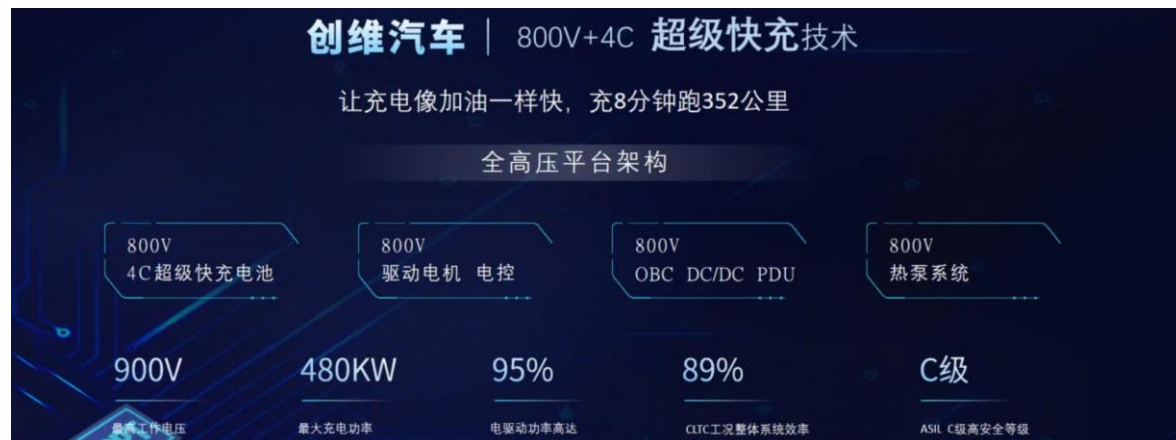 创维汽车 | 800V+4C 超级快充技术
让充电像加油一样快，充8分钟跑352公里
全高压平台架构
800V
4C超级快充电池
800V
驱动电机 电控
800V
OBC DC/DC PDU
800V
热泵系统
900V
最高工作电压
480KW
最大充电功率
95%
电驱动功率高达
89%
CLTC工况整体系统效率
C级
ASIL C级高安全等级